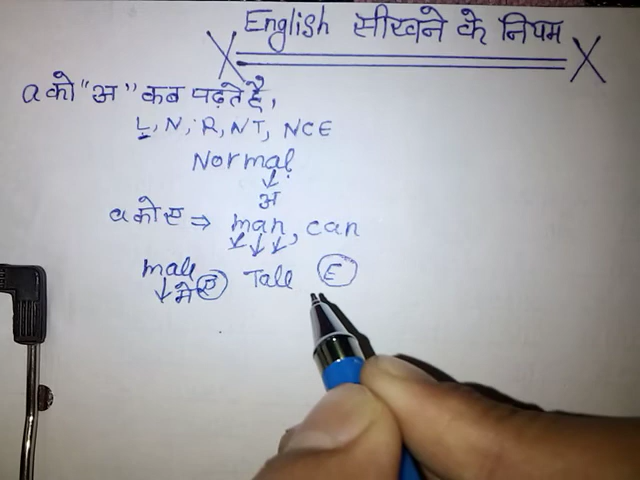 English सीखने के नियम
a को "अ" कब पढ़ते है,
L, N, R, NT, NCE
Normal
अ
a को ए ⇒ man, can
male Tale E
मे ए